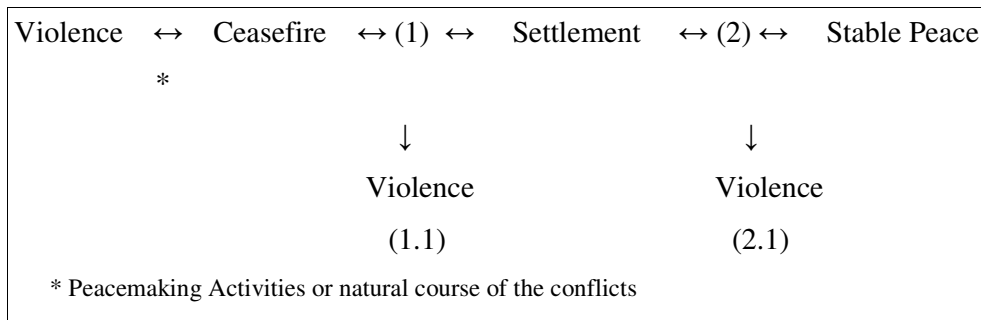 Violence ↔ Ceasefire ↔ (1) ↔ Settlement ↔ (2) ↔ Stable Peace
*
↓ ↓
Violence Violence
(1.1) (2.1)
* Peacemaking Activities or natural course of the conflicts